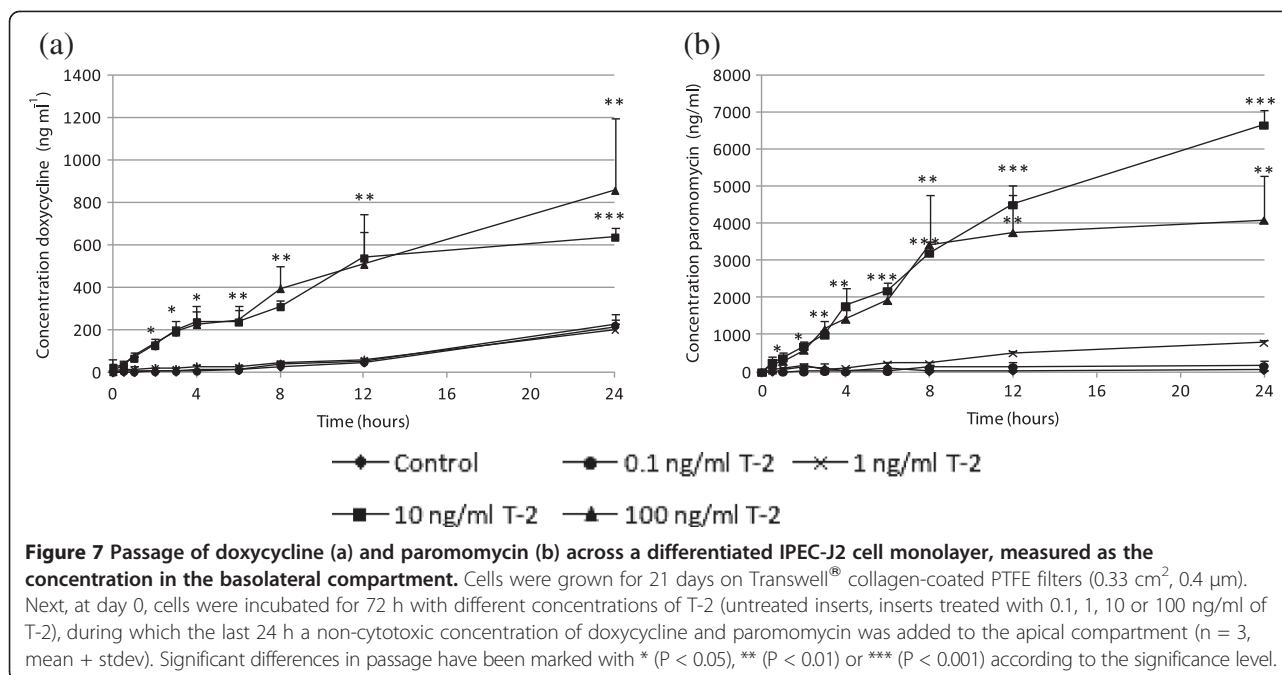 (a)
(b)
1400
1200
1000
800
600
400
200
0
Concentration doxycycline (ng ml⁻¹)
* * * ** ** ** ** ***
0 4 8 12 16 20 24
Time (hours)
8000
7000
6000
5000
4000
3000
2000
1000
0
Concentration paromomycin (ng/ml)
* * ** ** *** ** *** *** ** *** **
0 4 8 12 16 20 24
Time (hours)
Control 0.1 ng/ml T-2 1 ng/ml T-2
10 ng/ml T-2 100 ng/ml T-2
Figure 7 Passage of doxycycline (a) and paromomycin (b) across a differentiated IPEC-J2 cell monolayer, measured as the
concentration in the basolateral compartment. Cells were grown for 21 days on Transwell® collagen-coated PTFE filters (0.33 cm², 0.4 μm).
Next, at day 0, cells were incubated for 72 h with different concentrations of T-2 (untreated inserts, inserts treated with 0.1, 1, 10 or 100 ng/ml of
T-2), during which the last 24 h a non-cytotoxic concentration of doxycycline and paromomycin was added to the apical compartment (n = 3,
mean + stdev). Significant differences in passage have been marked with * (P < 0.05), ** (P < 0.01) or *** (P < 0.001) according to the significance level.